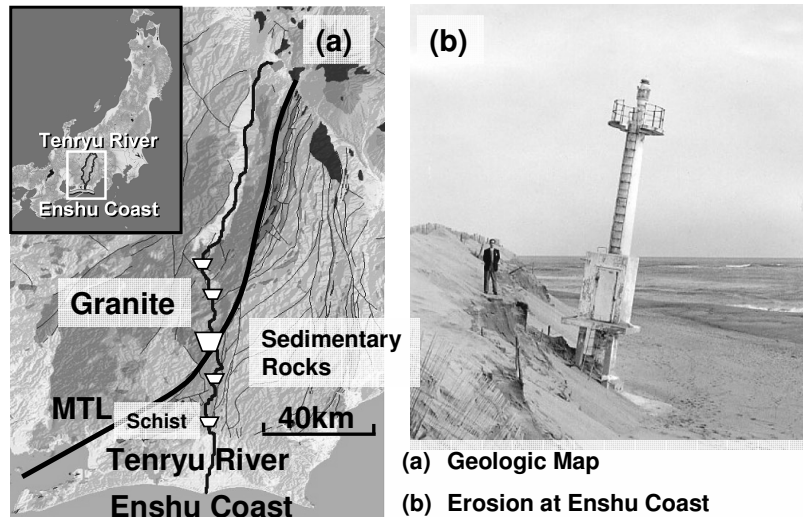 (a)
Tenryu River
Enshu Coast
Granite
Sedimentary
Rocks
MTL
Schist
40km
Tenryu River
Enshu Coast
(b)
(a) Geologic Map
(b) Erosion at Enshu Coast